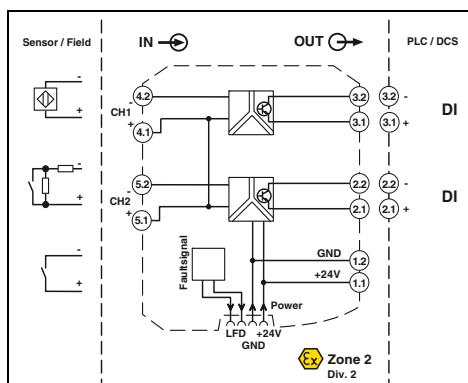 Sensor / Field
IN
OUT
PLC / DCS
-
+
-
+
-
+
4.2
-
CH1
+
4.1
5.2
-
CH2
+
5.1
3.2
3.1
2.2
2.1
3.2 -
3.1 +
DI
2.2 -
2.1 +
DI
GND
1.2
+24V
1.1
Faultsignal
Power
LFD
+24V
GND
Ex
Zone 2
Div. 2